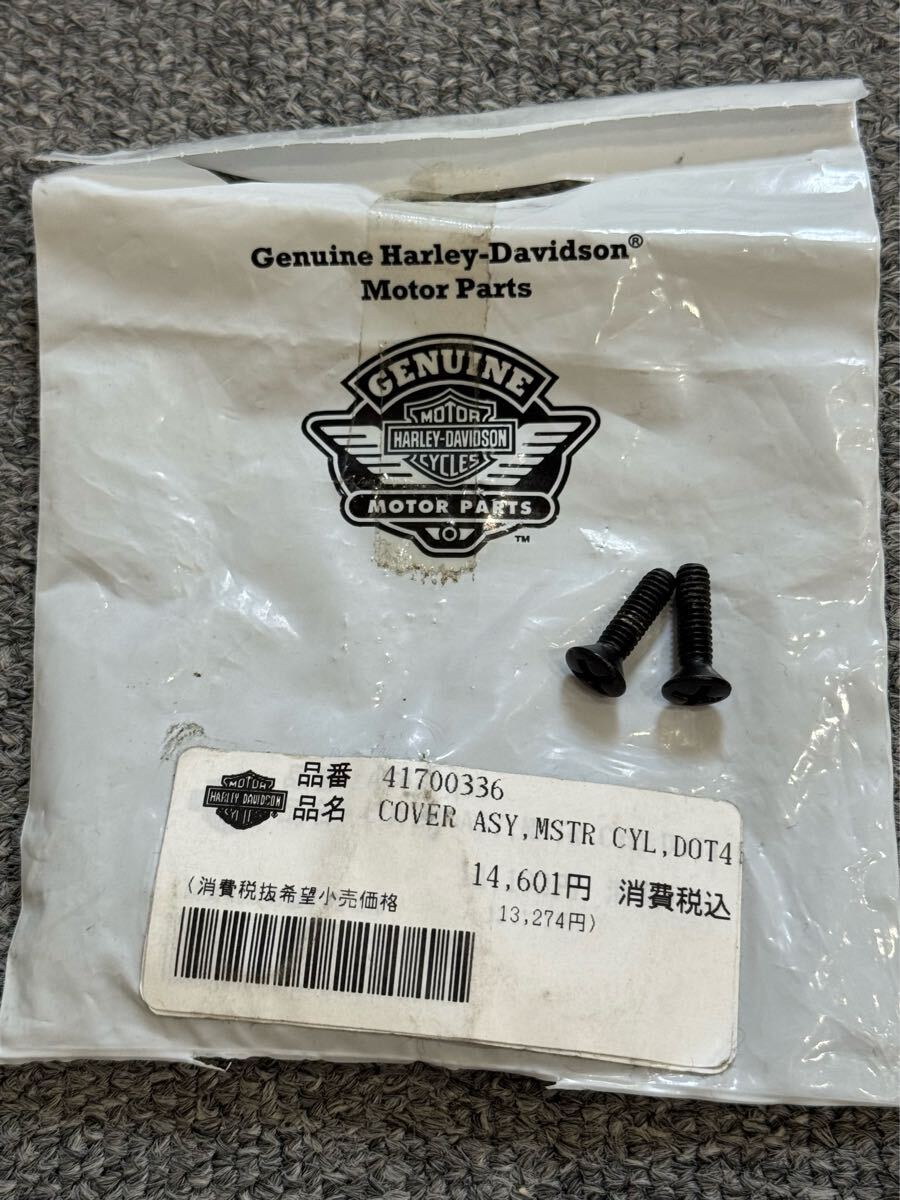 Genuine Harley-Davidson®
Motor Parts
GENUINE
MOTOR
HARLEY-DAVIDSON
CYCLES
MOTOR PARTS
TM
MOTOR
HARLEY DAVIDSON
品番 41700336
品名 COVER ASY,MSTR CYL,DOT4
14,601円 消費税込
(消費税抜希望小売価格 13,274円)